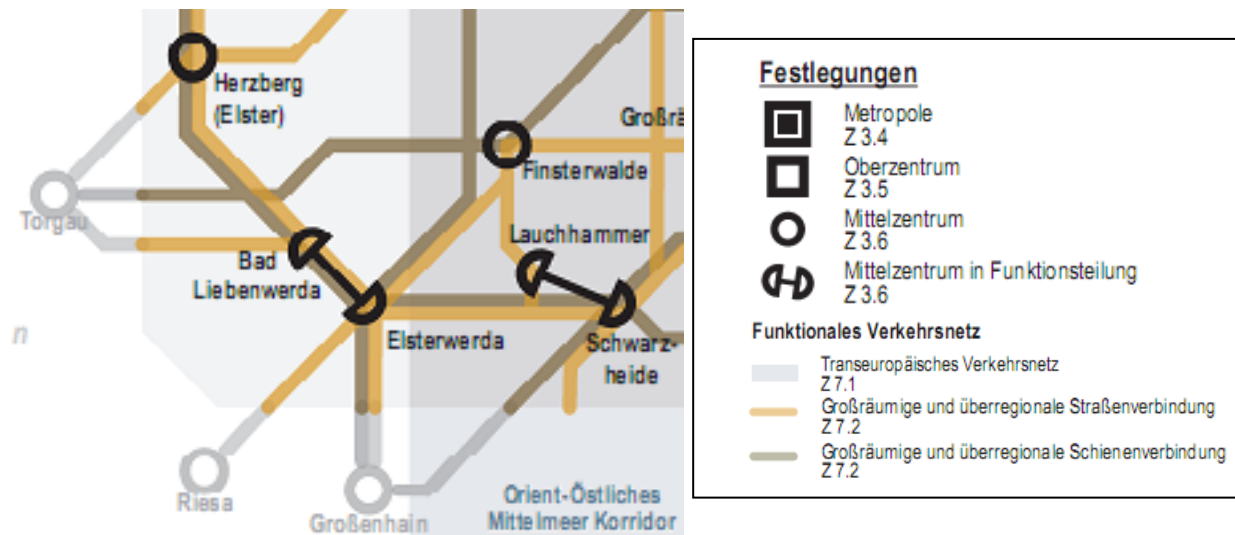 Herzberg
(Elster)
Großrä
Finsterwalde
Torgau
Lauchhammer
Bad
Liebenwerda
n
Elsterwerda
Schwarz-
heide
Riesa
Großenhain
Orient-Östliches
Mittelmeer Korridor
Festlegungen
Metropole
Z 3.4
Oberzentrum
Z 3.5
Mittelzentrum
Z 3.6
Mittelzentrum in Funktionsteilung
Z 3.6
Funktionales Verkehrsnetz
Transeuropäisches Verkehrsnetz
Z 7.1
Großräumige und überregionale Straßenverbindung
Z 7.2
Großräumige und überregionale Schienenverbindung
Z 7.2